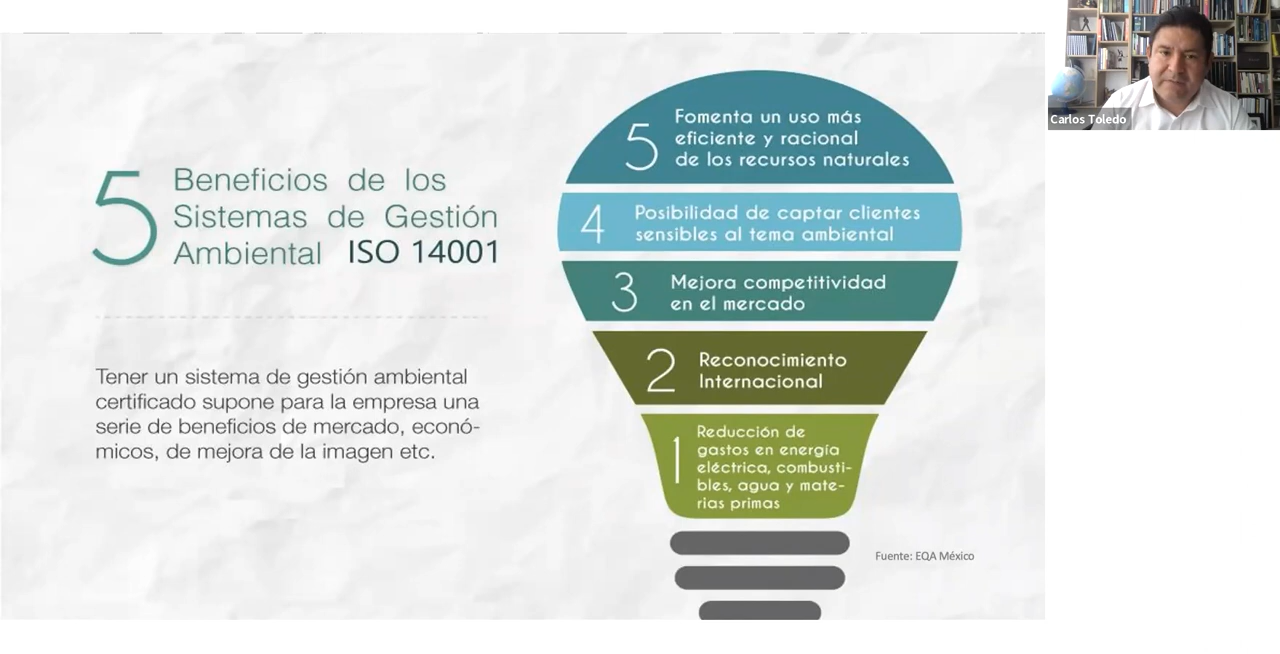 5
Beneficios de los
Sistemas de Gestión
Ambiental ISO 14001
Tener un sistema de gestión ambiental
certificado supone para la empresa una
serie de beneficios de mercado, econó-
micos, de mejora de la imagen etc.
5
Fomenta un uso más
eficiente y racional
de los recursos naturales
4
Posibilidad de captar clientes
sensibles al tema ambiental
3
Mejora competitividad
en el mercado
2
Reconocimiento
Internacional
1
Reducción de
gastos en energía
eléctrica, combusti-
bles, agua y mate-
rias primas
Fuente: EQA México
Carlos Toledo